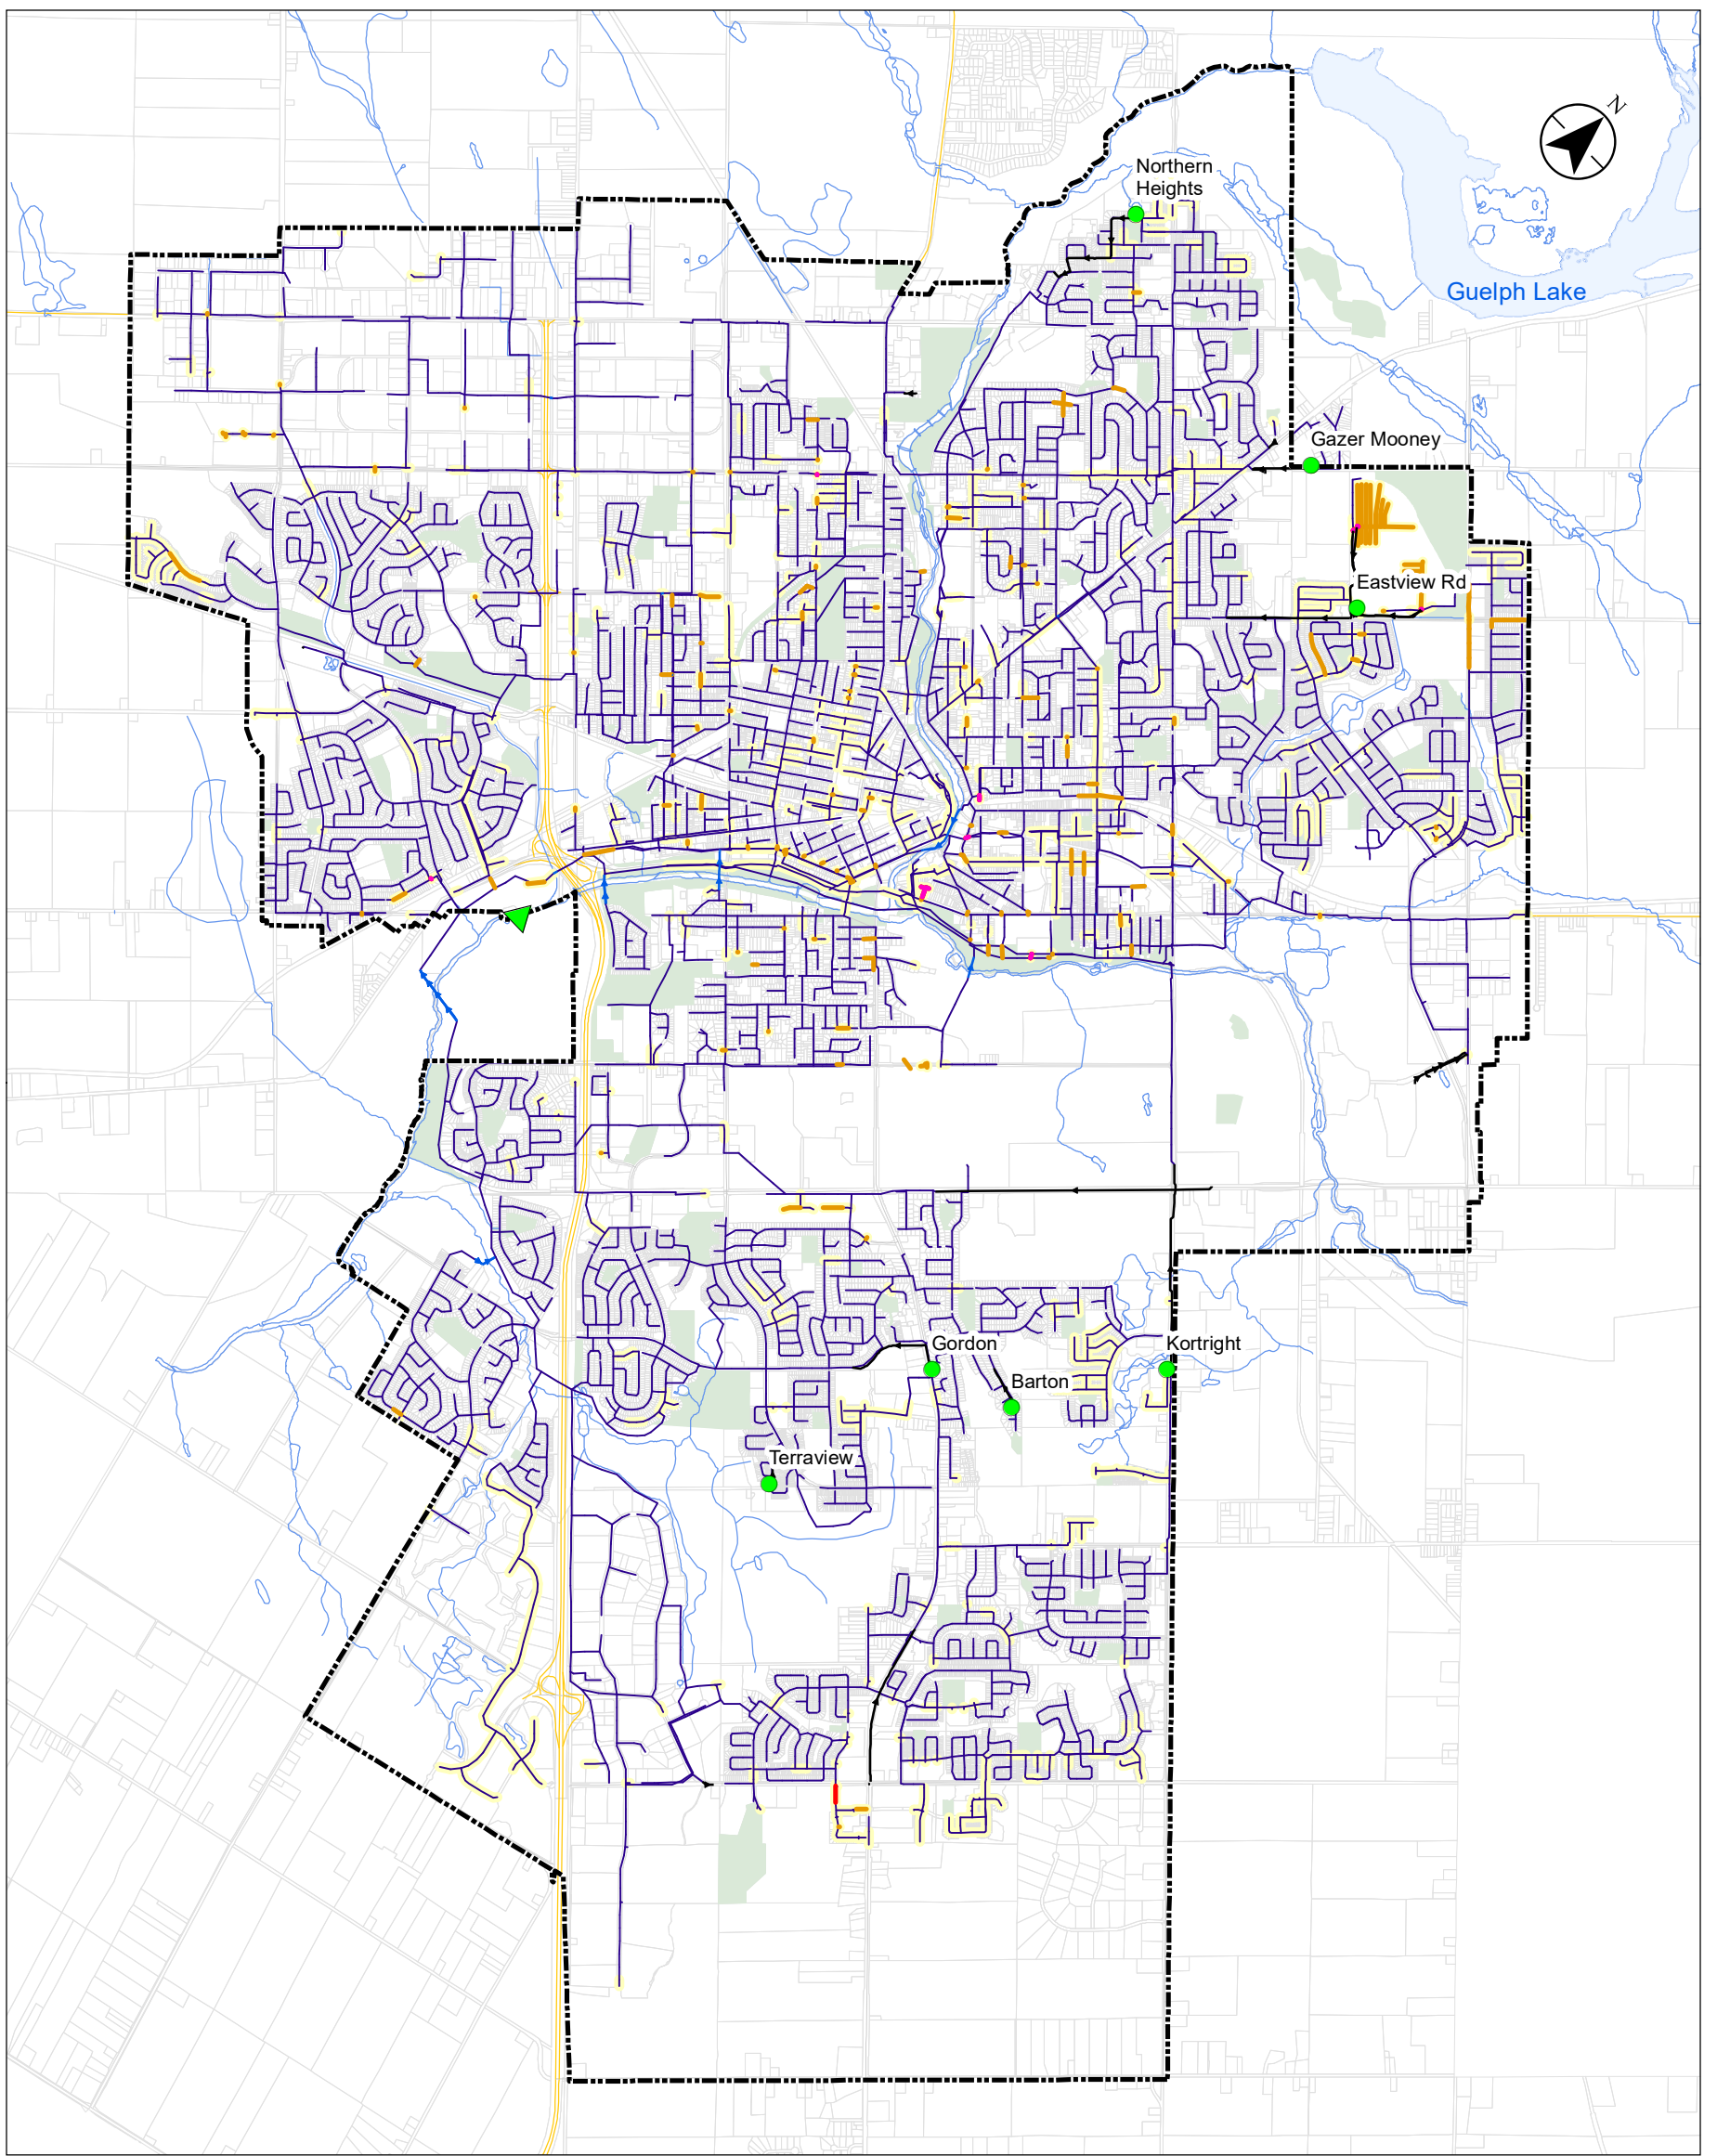 N
Northern
Heights
Guelph Lake
Gazer Mooney
Eastview Rd
Gordon
Kortright
Barton
Terraview